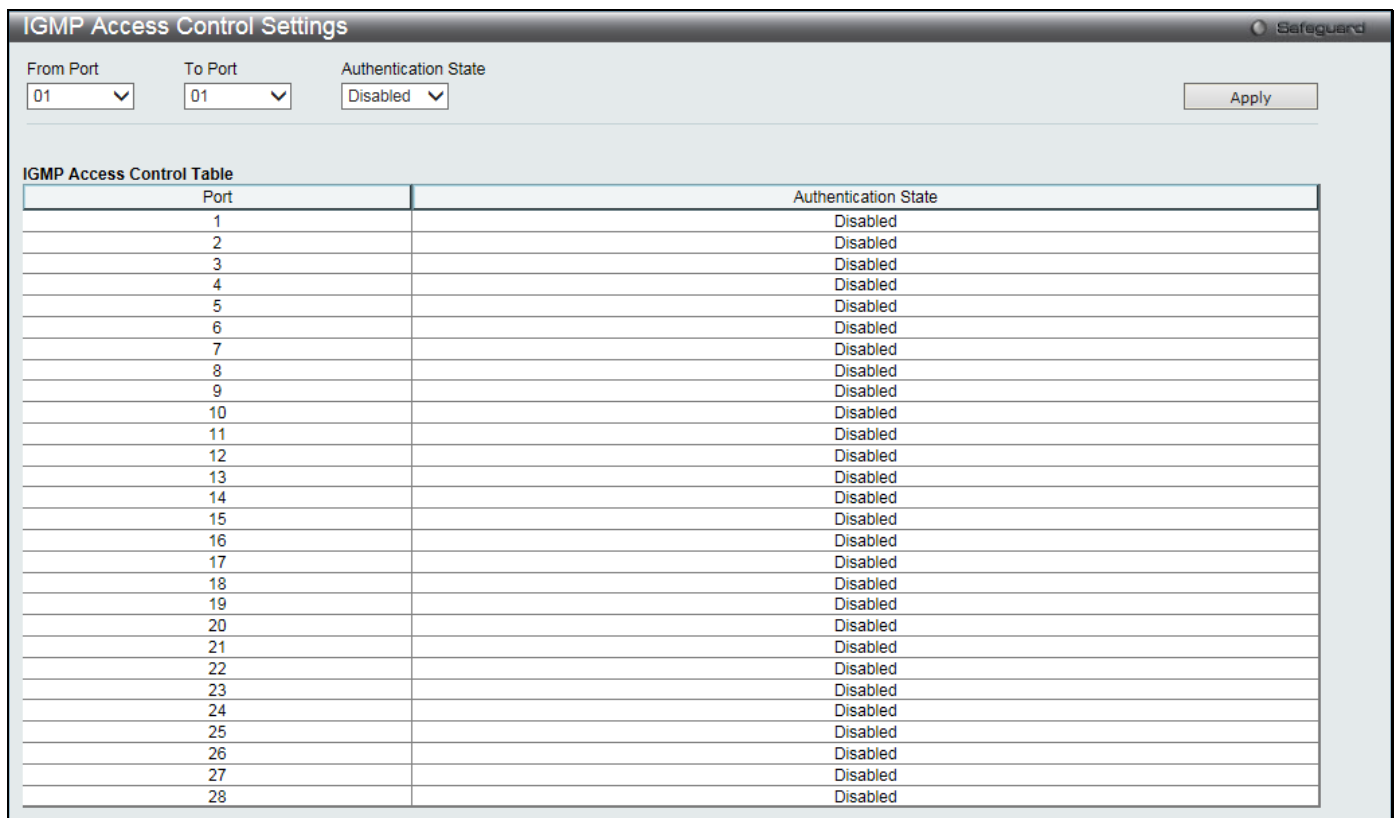 IGMP Access Control Settings
Safeguard
From Port To Port Authentication State
01 01 Disabled Apply
IGMP Access Control Table
Port Authentication State
1 Disabled
2 Disabled
3 Disabled
4 Disabled
5 Disabled
6 Disabled
7 Disabled
8 Disabled
9 Disabled
10 Disabled
11 Disabled
12 Disabled
13 Disabled
14 Disabled
15 Disabled
16 Disabled
17 Disabled
18 Disabled
19 Disabled
20 Disabled
21 Disabled
22 Disabled
23 Disabled
24 Disabled
25 Disabled
26 Disabled
27 Disabled
28 Disabled